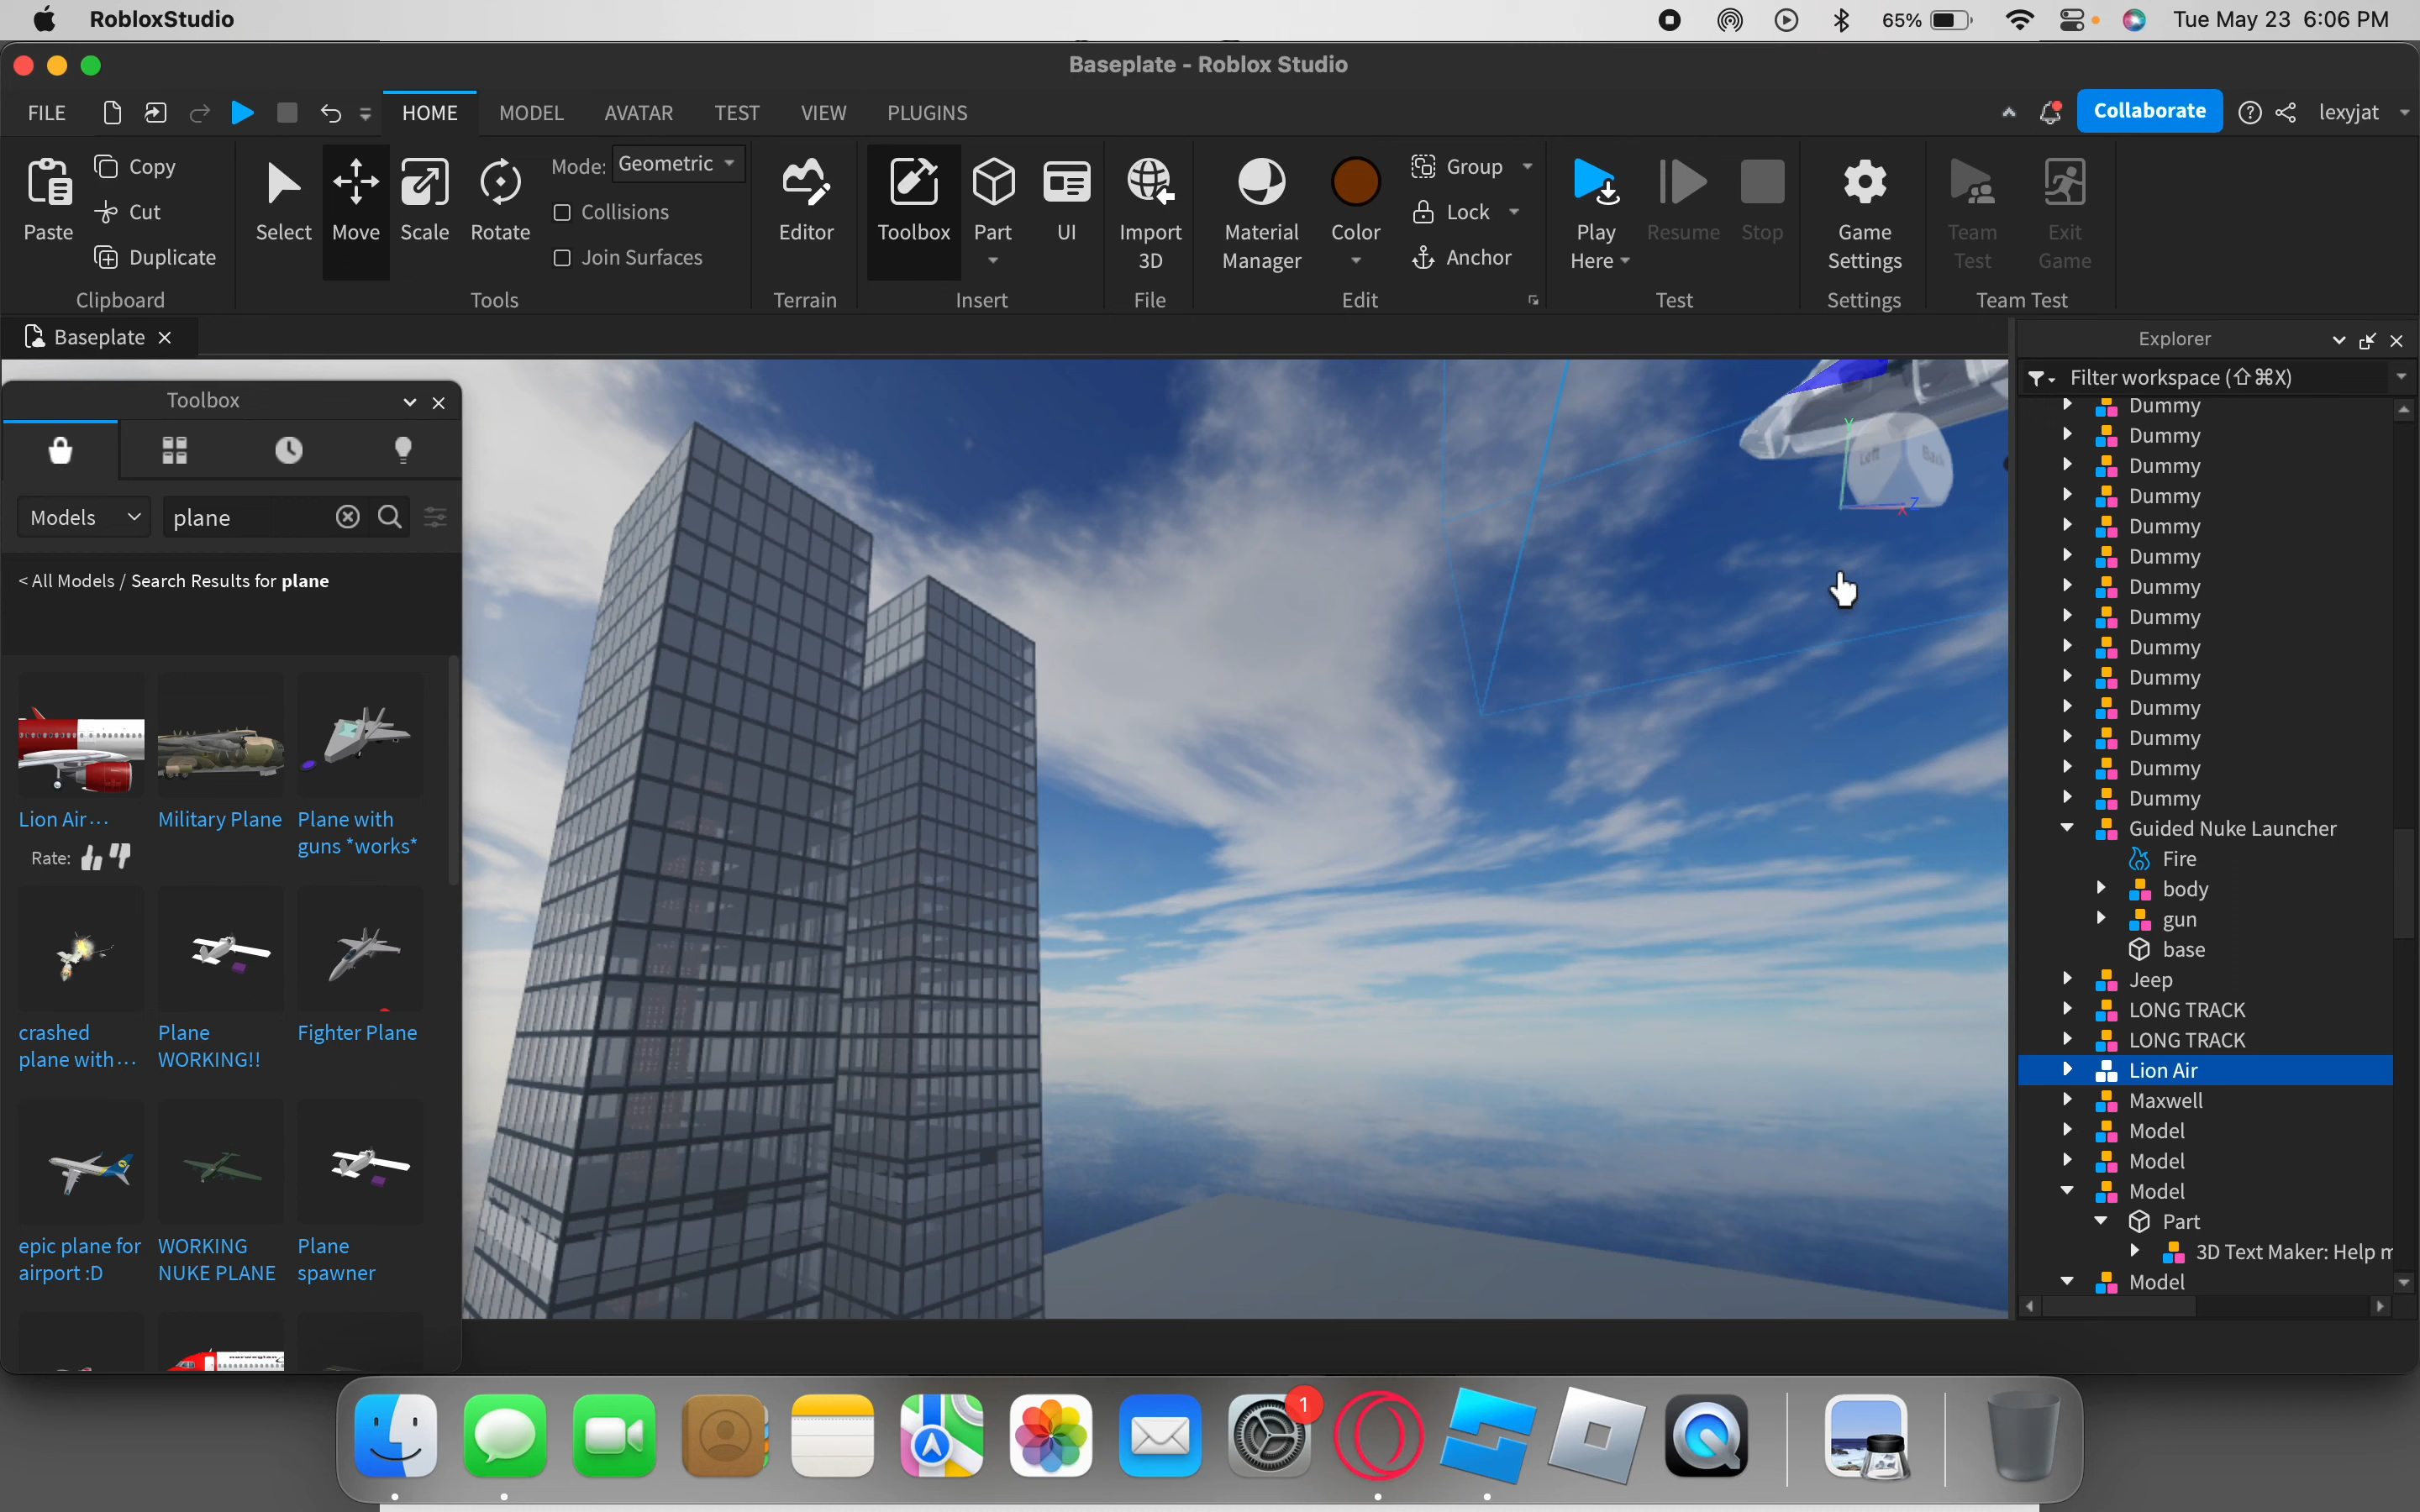 RobloxStudio
65%
Tue May 23 6:06 PM
Baseplate - Roblox Studio
FILE
HOME
MODEL
AVATAR
TEST
VIEW
PLUGINS
Collaborate
lexyjat
Paste
Copy
Cut
Duplicate
Clipboard
Select
Move
Scale
Rotate
Mode: Geometric
Collisions
Join Surfaces
Tools
Editor
Terrain
Toolbox
Part
UI
Insert
Import
3D
File
Material
Manager
Color
Group
Lock
Anchor
Edit
Play
Here
Resume
Stop
Test
Game
Settings
Settings
Team
Test
Exit
Game
Team Test
Baseplate
Toolbox
Models
plane
< All Models / Search Results for plane
Lion Air...
Rate:
Military Plane
Plane with
guns *works*
crashed
plane with...
Plane
WORKING!!
Fighter Plane
epic plane for
airport :D
WORKING
NUKE PLANE
Plane
spawner
Left
Back
Y
Z
X
Explorer
Filter workspace (⇧⌘X)
Dummy
Dummy
Dummy
Dummy
Dummy
Dummy
Dummy
Dummy
Dummy
Dummy
Dummy
Dummy
Dummy
Dummy
Guided Nuke Launcher
Fire
body
gun
base
Jeep
LONG TRACK
LONG TRACK
Lion Air
Maxwell
Model
Model
Model
Part
3D Text Maker: Help m
Model
1